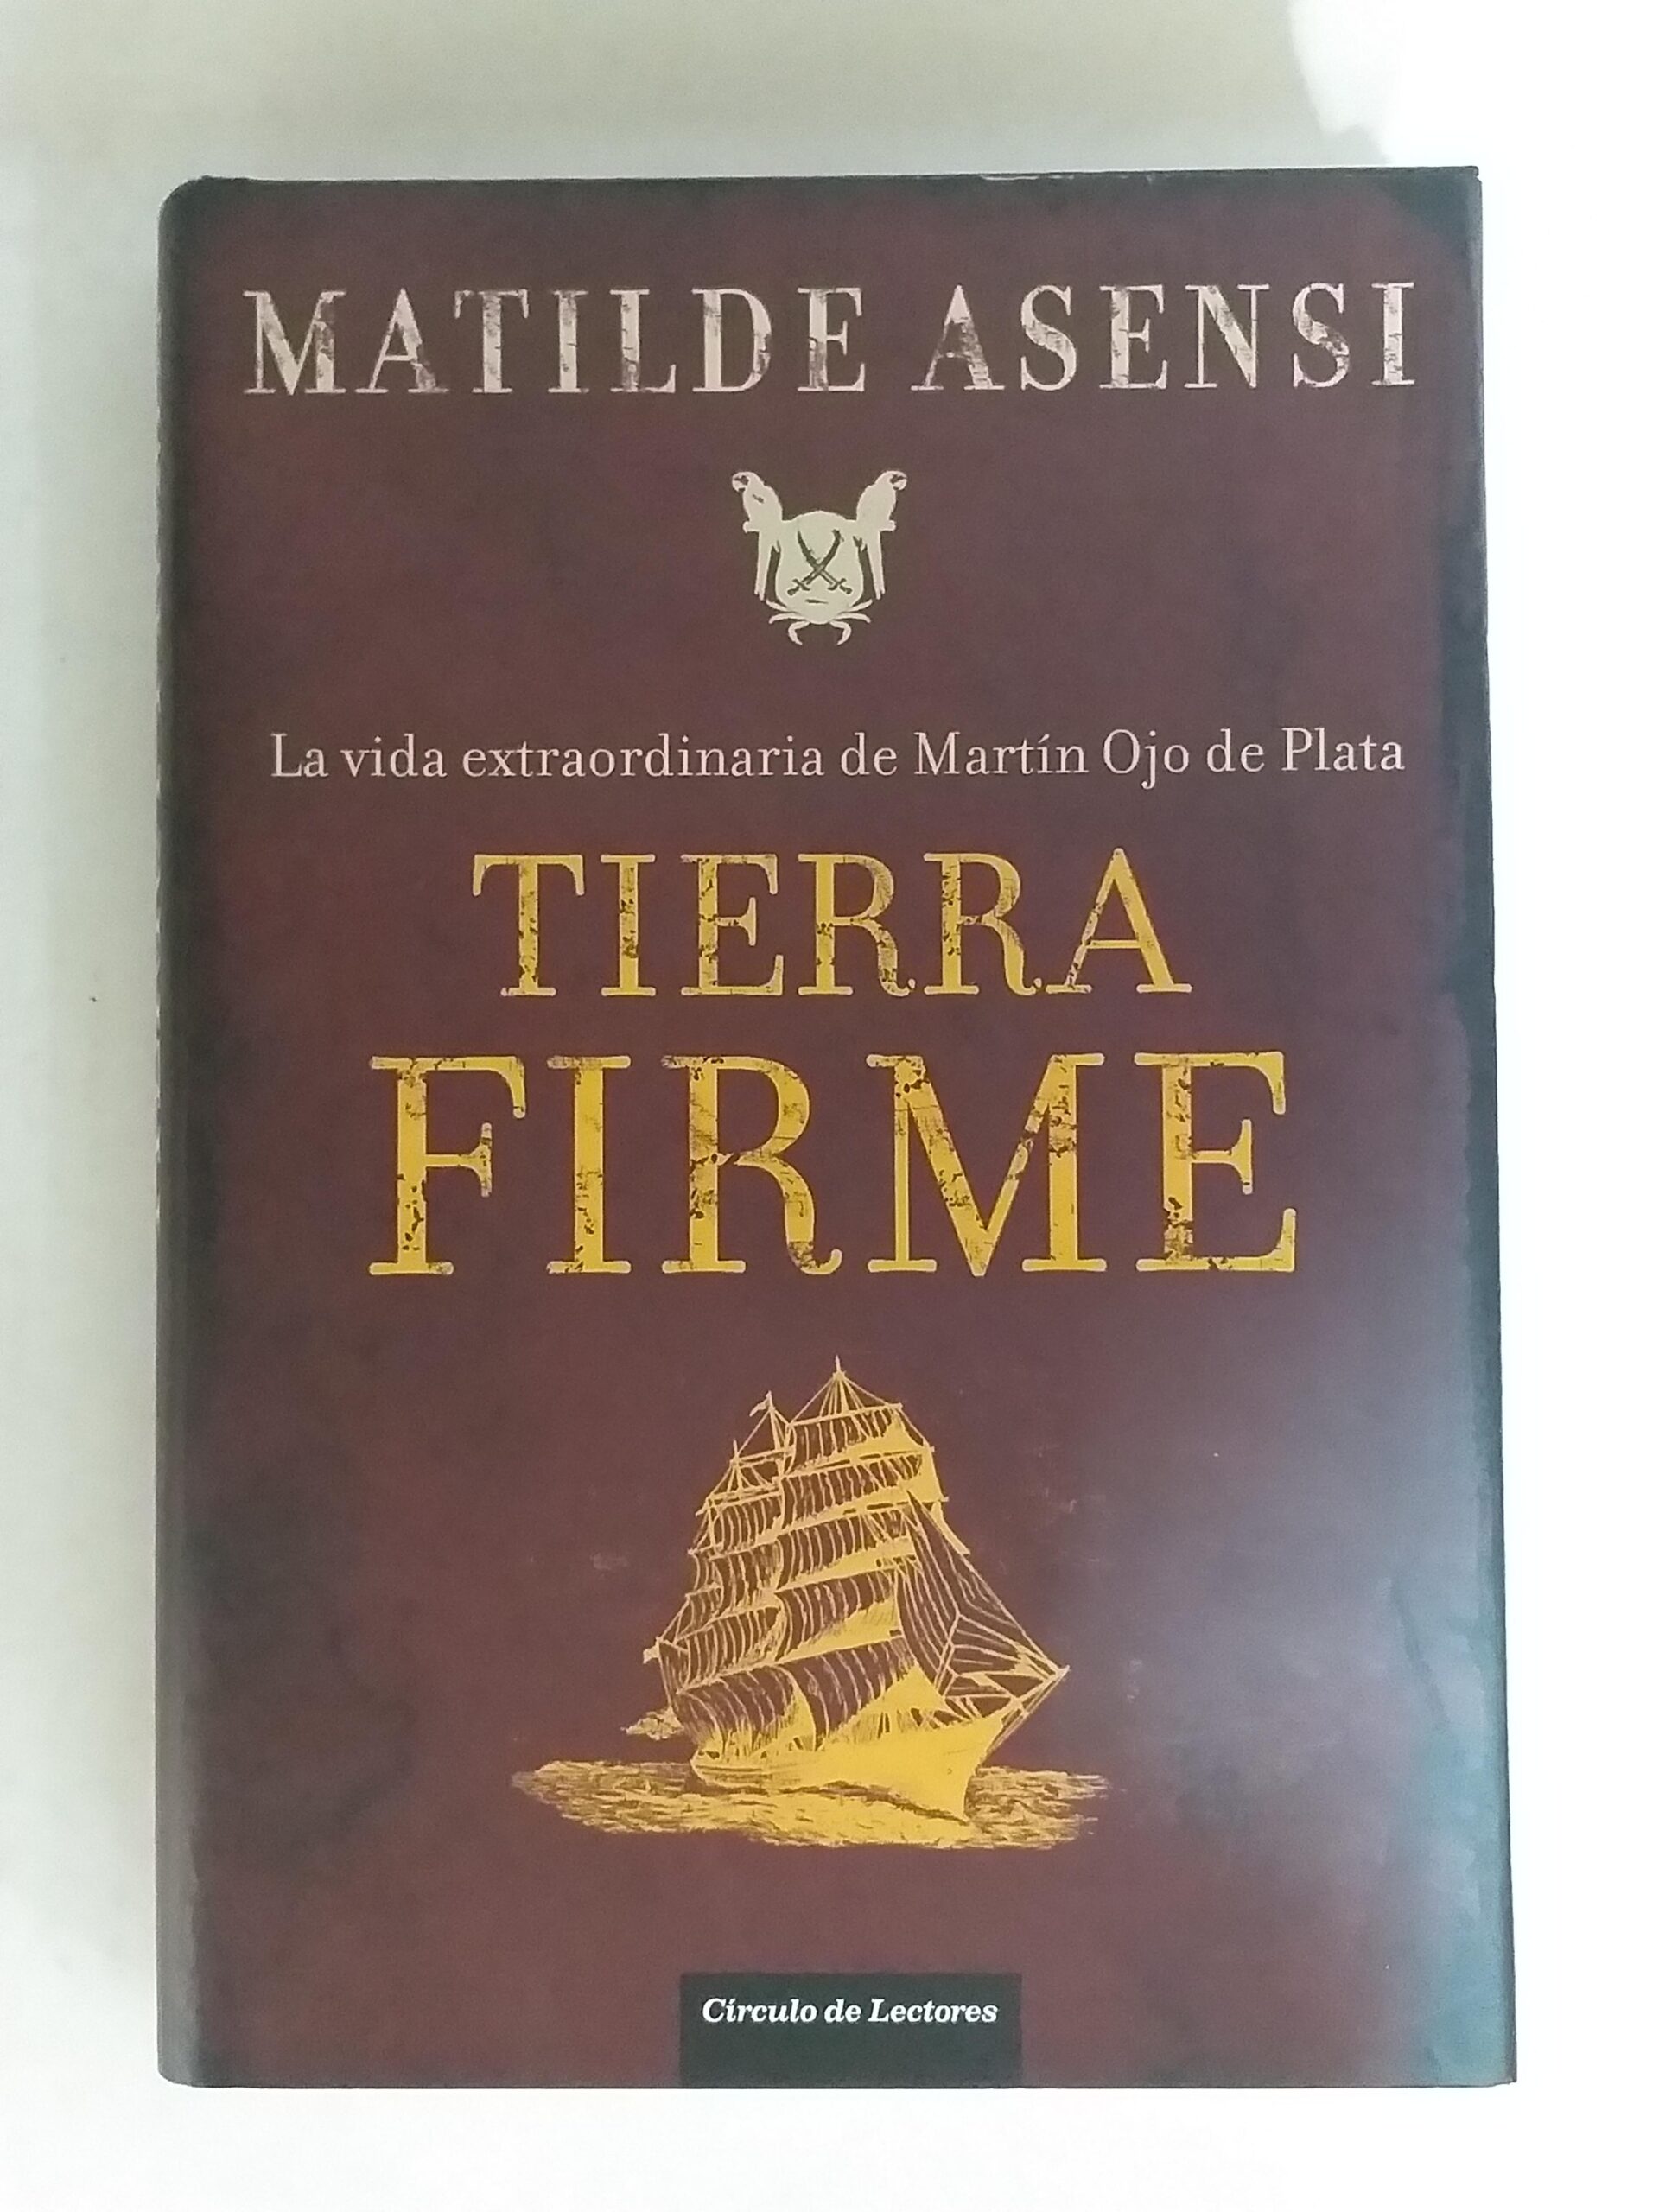 MATILDE ASENSI
La vida extraordinaria de Martín Ojo de Plata
TIERRA
FIRME
Círculo de Lectores